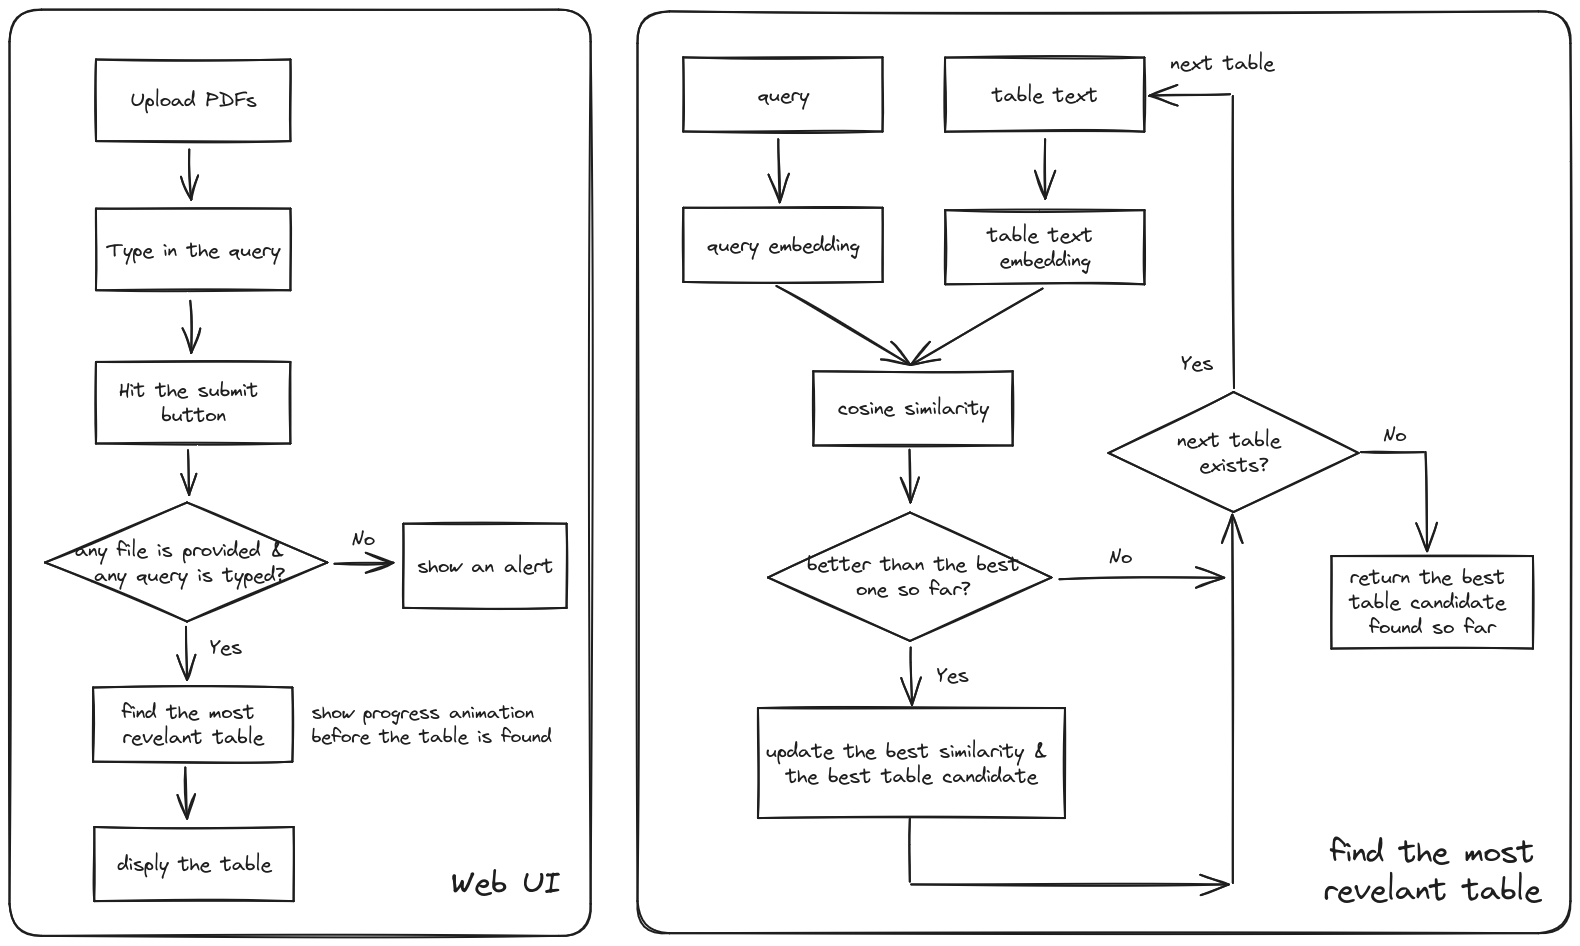 Upload PDFs
Type in the query
Hit the submit
button
any file is provided &
any query is typed?
No
show an alert
Yes
find the most
revelant table
show progress animation
before the table is found
disply the table
Web UI
query
table text
next table
query embedding
table text
embedding
cosine similarity
Yes
next table
exists?
No
better than the best
one so far?
No
return the best
table candidate
found so far
Yes
update the best similarity &
the best table candidate
find the most
revelant table